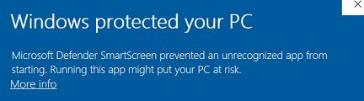 Windows protected your PC
Microsoft Defender SmartScreen prevented an unrecognized app from
starting. Running this app might put your PC at risk.
More info